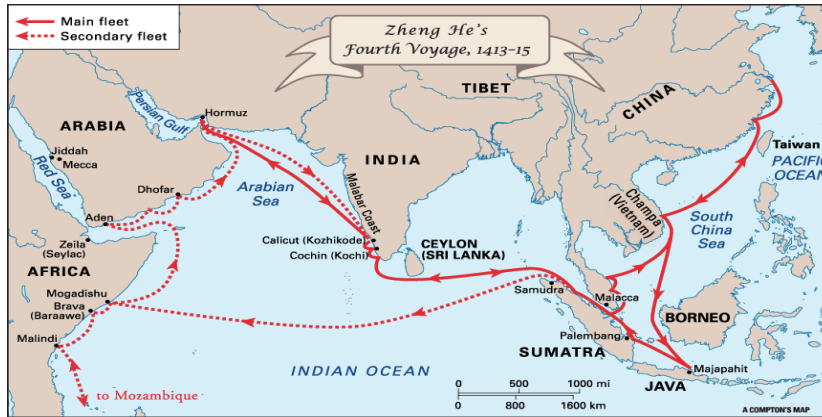 Main fleet
Secondary fleet
Zheng He's
Fourth Voyage, 1413–15
TIBET
CHINA
Hormuz
Persian Gulf
ARABIA
INDIA
Taiwan
Jiddah
Mecca
PACIFIC
OCEAN
Red Sea
Dhofar
Arabian
Sea
Malabar Coast
Champa
(Vietnam)
South
China
Sea
Aden
Zeila
(Seylac)
Calicut (Kozhikode)
Cochin (Kochi)
CEYLON
(SRI LANKA)
AFRICA
Samudra
Malacca
Mogadishu
Brava
(Baraawe)
BORNEO
Malindi
Palembang
SUMATRA
Majapahit
INDIAN OCEAN
JAVA
to Mozambique
0 500 1000 mi
0 800 1600 km
A COMPTON'S MAP